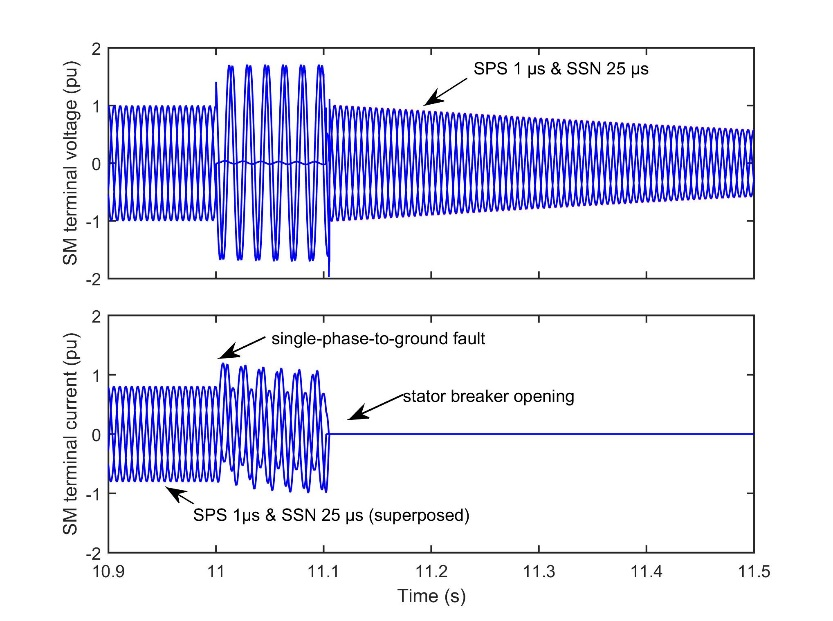 2
1
0
-1
-2
SM terminal voltage (pu)
SPS 1 µs & SSN 25 µs
2
1
0
-1
-2
SM terminal current (pu)
single-phase-to-ground fault
stator breaker opening
SPS 1µs & SSN 25 µs (superposed)
10.9 11 11.1 11.2 11.3 11.4 11.5
Time (s)